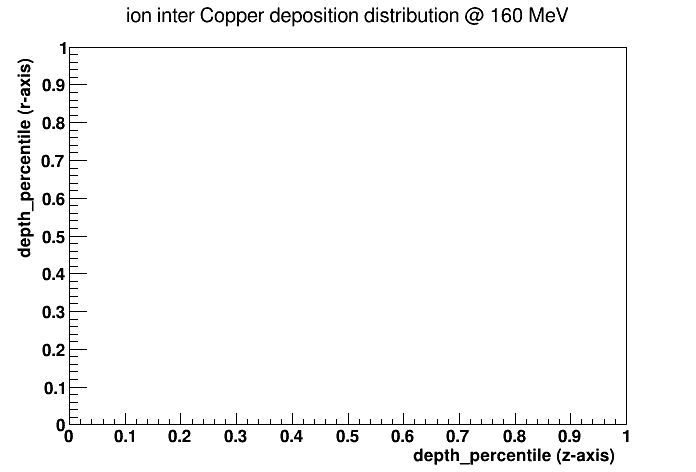 ion inter Copper deposition distribution @ 160 MeV
depth_percentile (r-axis)
1
0.9
0.8
0.7
0.6
0.5
0.4
0.3
0.2
0.1
0
0 0.1 0.2 0.3 0.4 0.5 0.6 0.7 0.8 0.9 1
depth_percentile (z-axis)